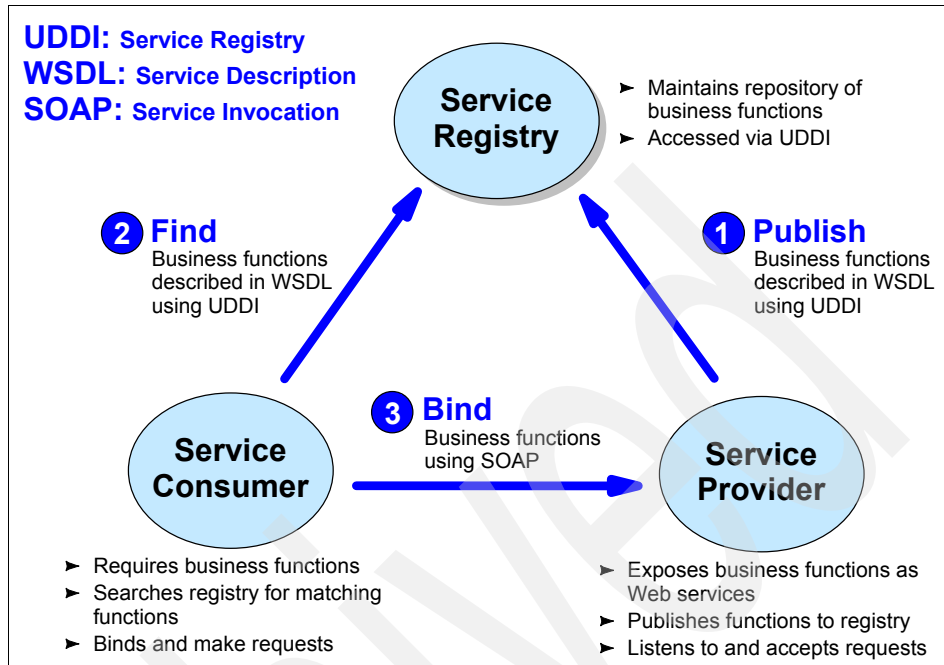 UDDI: Service Registry
WSDL: Service Description
SOAP: Service Invocation
Service
Registry
➤ Maintains repository of
business functions
➤ Accessed via UDDI
2 Find
Business functions
described in WSDL
using UDDI
1 Publish
Business functions
described in WSDL
using UDDI
3 Bind
Business functions
using SOAP
Service
Consumer
Service
Provider
➤ Requires business functions
➤ Searches registry for matching
functions
➤ Binds and make requests
➤ Exposes business functions as
Web services
➤ Publishes functions to registry
➤ Listens to and accepts requests